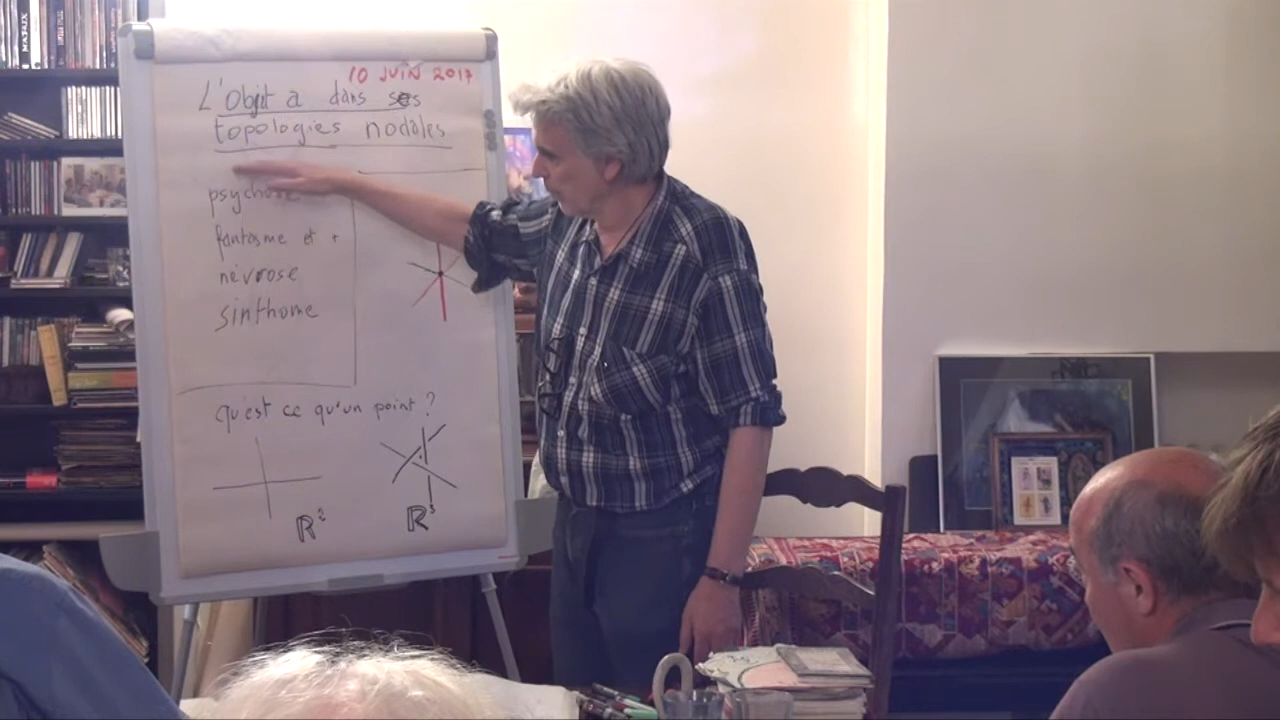 10 JUIN 2017
L'objet a dans ses
topologies nodales
psychose
fantasme et
névrose
sinthome
qu'est ce qu'un point ?
R² R³